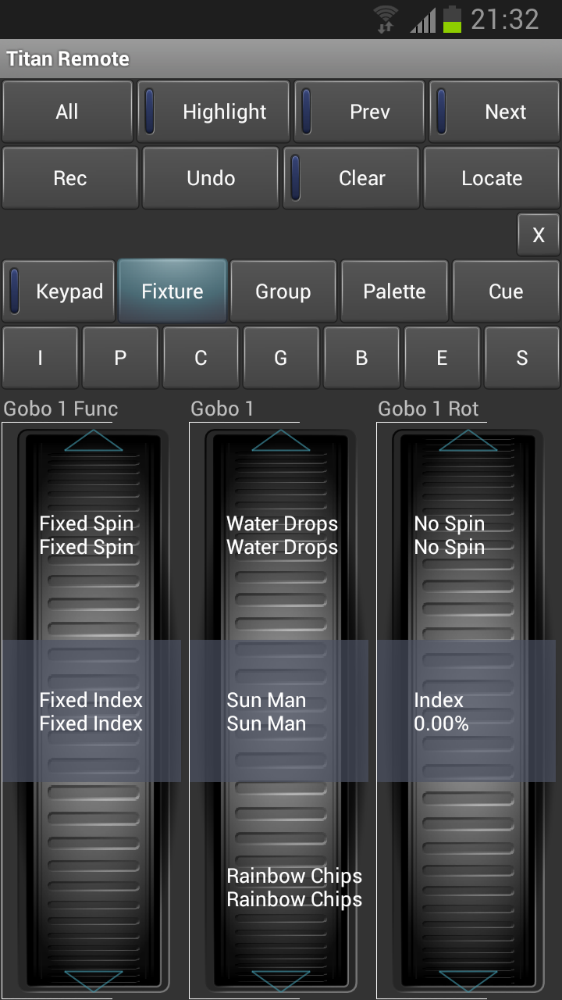 21:32
Titan Remote
All Highlight Prev Next
Rec Undo Clear Locate
X
Keypad Fixture Group Palette Cue
I P C G B E S
Gobo 1 Func Gobo 1 Gobo 1 Rot
Fixed Spin Water Drops No Spin
Fixed Spin Water Drops No Spin
Fixed Index Sun Man Index
Fixed Index Sun Man 0.00%
Rainbow Chips
Rainbow Chips